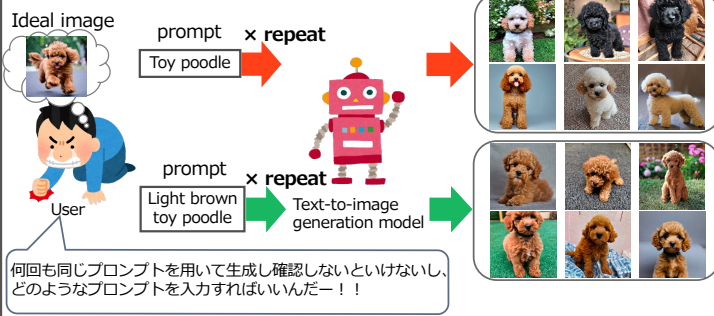 Ideal image
prompt
× repeat
Toy poodle
prompt
× repeat
Light brown
toy poodle
Text-to-image
generation model
User
何回も同じプロンプトを用いて生成し確認しないといけないし、
どのようなプロンプトを入力すればいいんだー！！